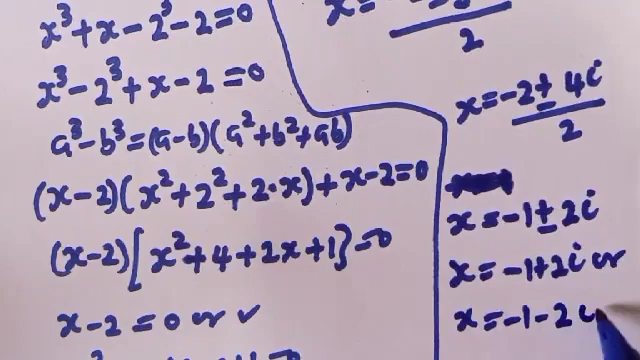 x³+x-2³-2=0
x³-2³+x-2=0
a³-b³=(a-b)(a²+b²+ab)
(x-2)(x²+2²+2·x)+x-2=0
(x-2)[x²+4+2x+1]=0
x-2=0 or ✓
2
x=-2±4i
2
x=-1±2i
x=-1+2i or
x=-1-2i